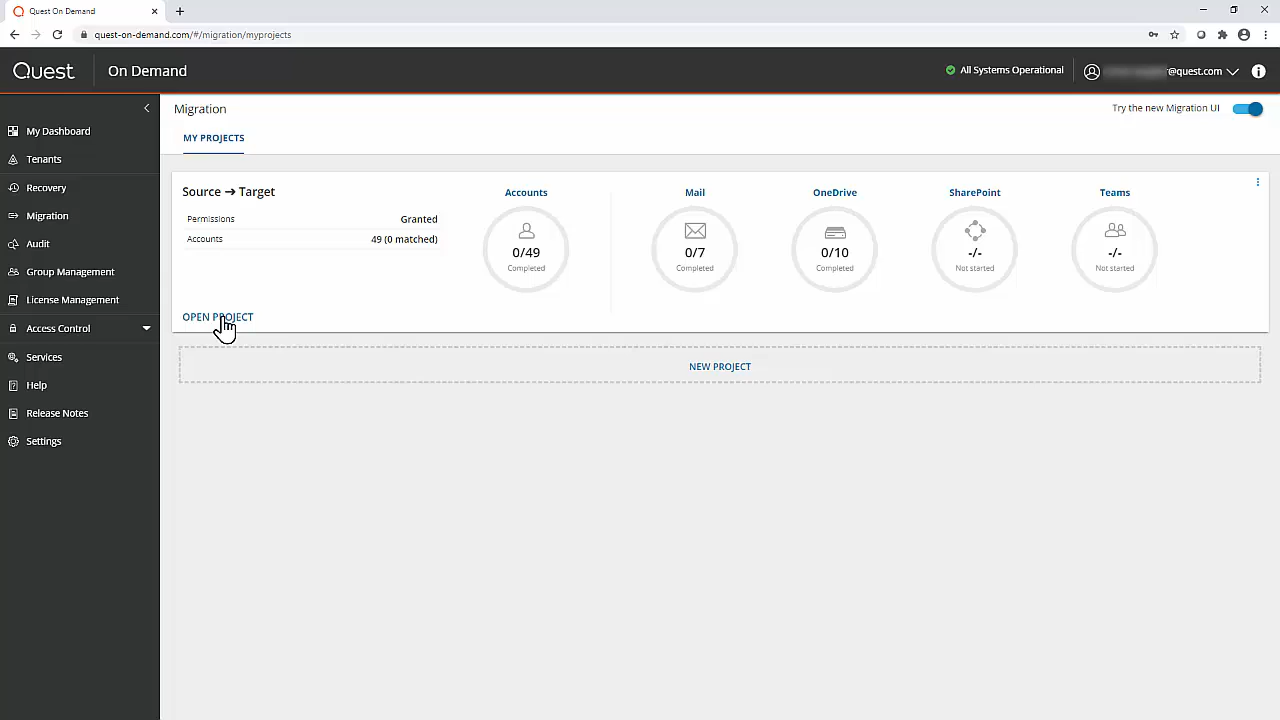 Quest On Demand
quest-on-demand.com/#/migration/myprojects
Quest On Demand
All Systems Operational
@quest.com
My Dashboard
Tenants
Recovery
Migration
Audit
Group Management
License Management
Access Control
Services
Help
Release Notes
Settings
Migration
Try the new Migration UI
MY PROJECTS
Source → Target
Permissions Granted
Accounts 49 (0 matched)
OPEN PROJECT
Accounts
0/49
Completed
Mail
0/7
Completed
OneDrive
0/10
Completed
SharePoint
-/-
Not started
Teams
-/-
Not started
NEW PROJECT